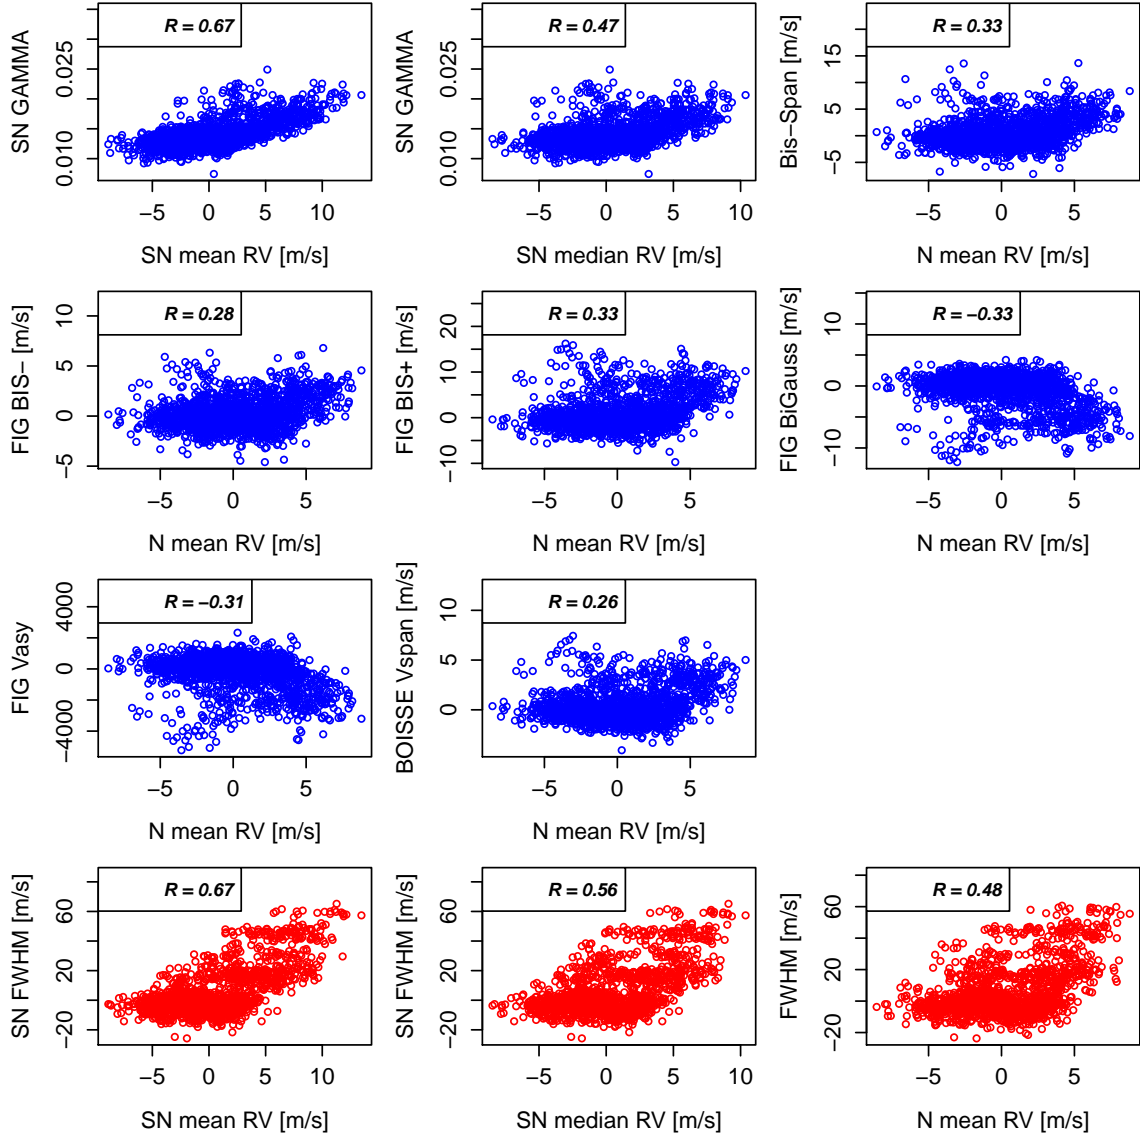 R = 0.67
SN GAMMA
0.010
0.025
−5
0
5
10
SN mean RV [m/s]
R = 0.47
SN GAMMA
0.010
0.025
−5
0
5
10
SN median RV [m/s]
R = 0.33
Bis−Span [m/s]
−5
5
15
−5
0
5
N mean RV [m/s]
R = 0.28
FIG BIS− [m/s]
−5
0
5
10
−5
0
5
N mean RV [m/s]
R = 0.33
FIG BIS+ [m/s]
−10
0
10
20
−5
0
5
N mean RV [m/s]
R = −0.33
FIG BiGauss [m/s]
−10
0
10
−5
0
5
N mean RV [m/s]
R = −0.31
FIG Vasy
−4000
0
4000
−5
0
5
N mean RV [m/s]
R = 0.26
BOISSE Vspan [m/s]
0
5
10
−5
0
5
N mean RV [m/s]
R = 0.67
SN FWHM [m/s]
−20
20
60
−5
0
5
10
SN mean RV [m/s]
R = 0.56
SN FWHM [m/s]
−20
20
60
−5
0
5
10
SN median RV [m/s]
R = 0.48
FWHM [m/s]
−20
20
60
−5
0
5
N mean RV [m/s]